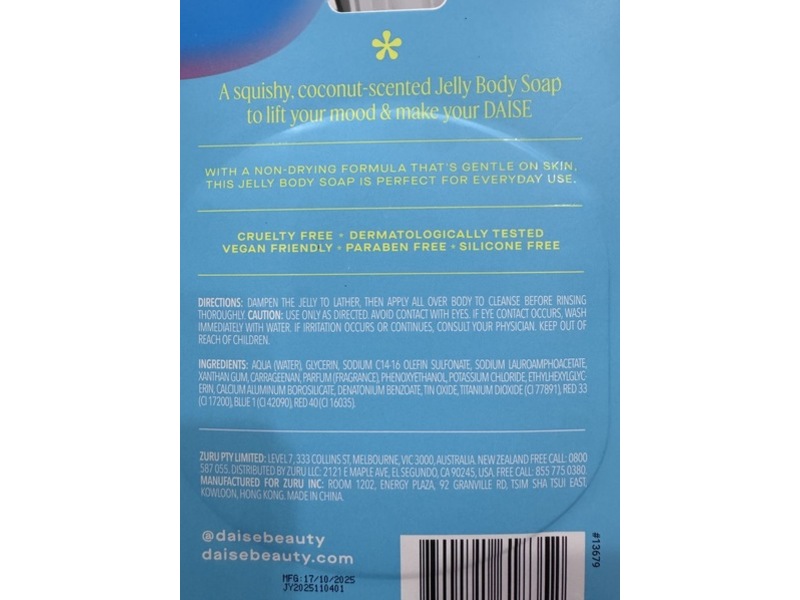 A squishy, coconut-scented Jelly Body Soap
to lift your mood & make your DAISE
WITH A NON-DRYING FORMULA THAT'S GENTLE ON SKIN,
THIS JELLY BODY SOAP IS PERFECT FOR EVERYDAY USE.
CRUELTY FREE • DERMATOLOGICALLY TESTED
VEGAN FRIENDLY • PARABEN FREE • SILICONE FREE
DIRECTIONS: DAMPEN THE JELLY TO LATHER, THEN APPLY ALL OVER BODY TO CLEANSE BEFORE RINSING
THOROUGHLY. CAUTION: USE ONLY AS DIRECTED. AVOID CONTACT WITH EYES. IF EYE CONTACT OCCURS, WASH
IMMEDIATELY WITH WATER. IF IRRITATION OCCURS OR CONTINUES, CONSULT YOUR PHYSICIAN. KEEP OUT OF
REACH OF CHILDREN.
INGREDIENTS: AQUA (WATER), GLYCERIN, SODIUM C14-16 OLEFIN SULFONATE, SODIUM LAUROAMPHOACETATE,
XANTHAN GUM, CARRAGEENAN, PARFUM (FRAGRANCE), PHENOXYETHANOL, POTASSIUM CHLORIDE, ETHYLHEXYLGLYC
ERIN, CALCIUM ALUMINUM BOROSILICATE, DENATONIUM BENZOATE, TIN OXIDE, TITANIUM DIOXIDE (CI 77891), RED 33
(CI 17200), BLUE 1 (CI 42090), RED 40 (CI 16035).
ZURU PTY LIMITED: LEVEL 7, 333 COLLINS ST, MELBOURNE, VIC 3000, AUSTRALIA. NEW ZEALAND FREE CALL: 0800
587 055. DISTRIBUTED BY ZURU LLC: 2121 E MAPLE AVE, EL SEGUNDO, CA 90245, USA. FREE CALL: 855 775 0380.
MANUFACTURED FOR ZURU INC: ROOM 1202, ENERGY PLAZA, 92 GRANVILLE RD, TSIM SHA TSUI EAST,
KOWLOON, HONG KONG. MADE IN CHINA.
@daisebeauty
daisebeauty.com
#13679
MFG:17/10/2025
JY2025110401